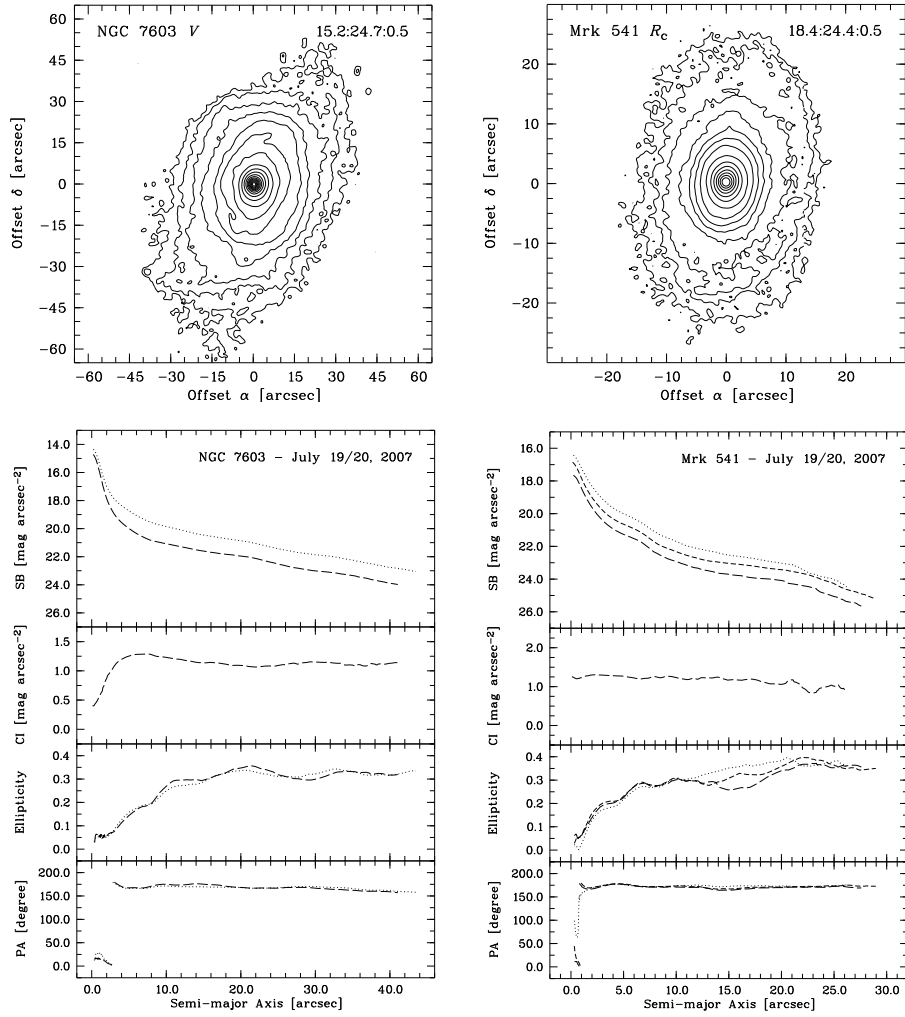 NGC 7603 V 15.2:24.7:0.5
60
45
30
15
0
−15
−30
−45
−60
Offset δ [arcsec]
−60 −45 −30 −15 0 15 30 45 60
Offset α [arcsec]
Mrk 541 Rc 18.4:24.4:0.5
20
10
0
−10
−20
Offset δ [arcsec]
−20 −10 0 10 20
Offset α [arcsec]
NGC 7603 − July 19/20, 2007
14.0
16.0
18.0
20.0
22.0
24.0
26.0
SB [mag arcsec−2]
1.5
1.0
0.5
0.0
CI [mag arcsec−2]
0.4
0.3
0.2
0.1
0.0
Ellipticity
200.0
150.0
100.0
50.0
0.0
PA [degree]
0.0 10.0 20.0 30.0 40.0
Semi-major Axis [arcsec]
Mrk 541 − July 19/20, 2007
16.0
18.0
20.0
22.0
24.0
26.0
SB [mag arcsec−2]
2.0
1.0
0.0
CI [mag arcsec−2]
0.4
0.3
0.2
0.1
0.0
Ellipticity
200.0
150.0
100.0
50.0
0.0
PA [degree]
0.0 5.0 10.0 15.0 20.0 25.0 30.0
Semi-major Axis [arcsec]